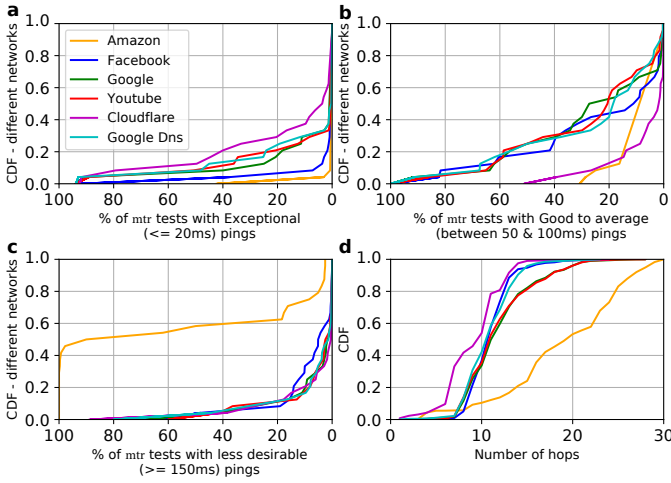 a
CDF - different networks
1.0
0.8
0.6
0.4
0.2
0.0
Amazon
Facebook
Google
Youtube
Cloudflare
Google Dns
100 80 60 40 20 0
% of mtr tests with Exceptional
(<= 20ms) pings
b
CDF - different networks
1.0
0.8
0.6
0.4
0.2
0.0
100 80 60 40 20 0
% of mtr tests with Good to average
(between 50 & 100ms) pings
c
CDF - different networks
1.0
0.8
0.6
0.4
0.2
0.0
100 80 60 40 20 0
% of mtr tests with less desirable
(>= 150ms) pings
d
CDF
1.0
0.8
0.6
0.4
0.2
0.0
0 10 20 30
Number of hops